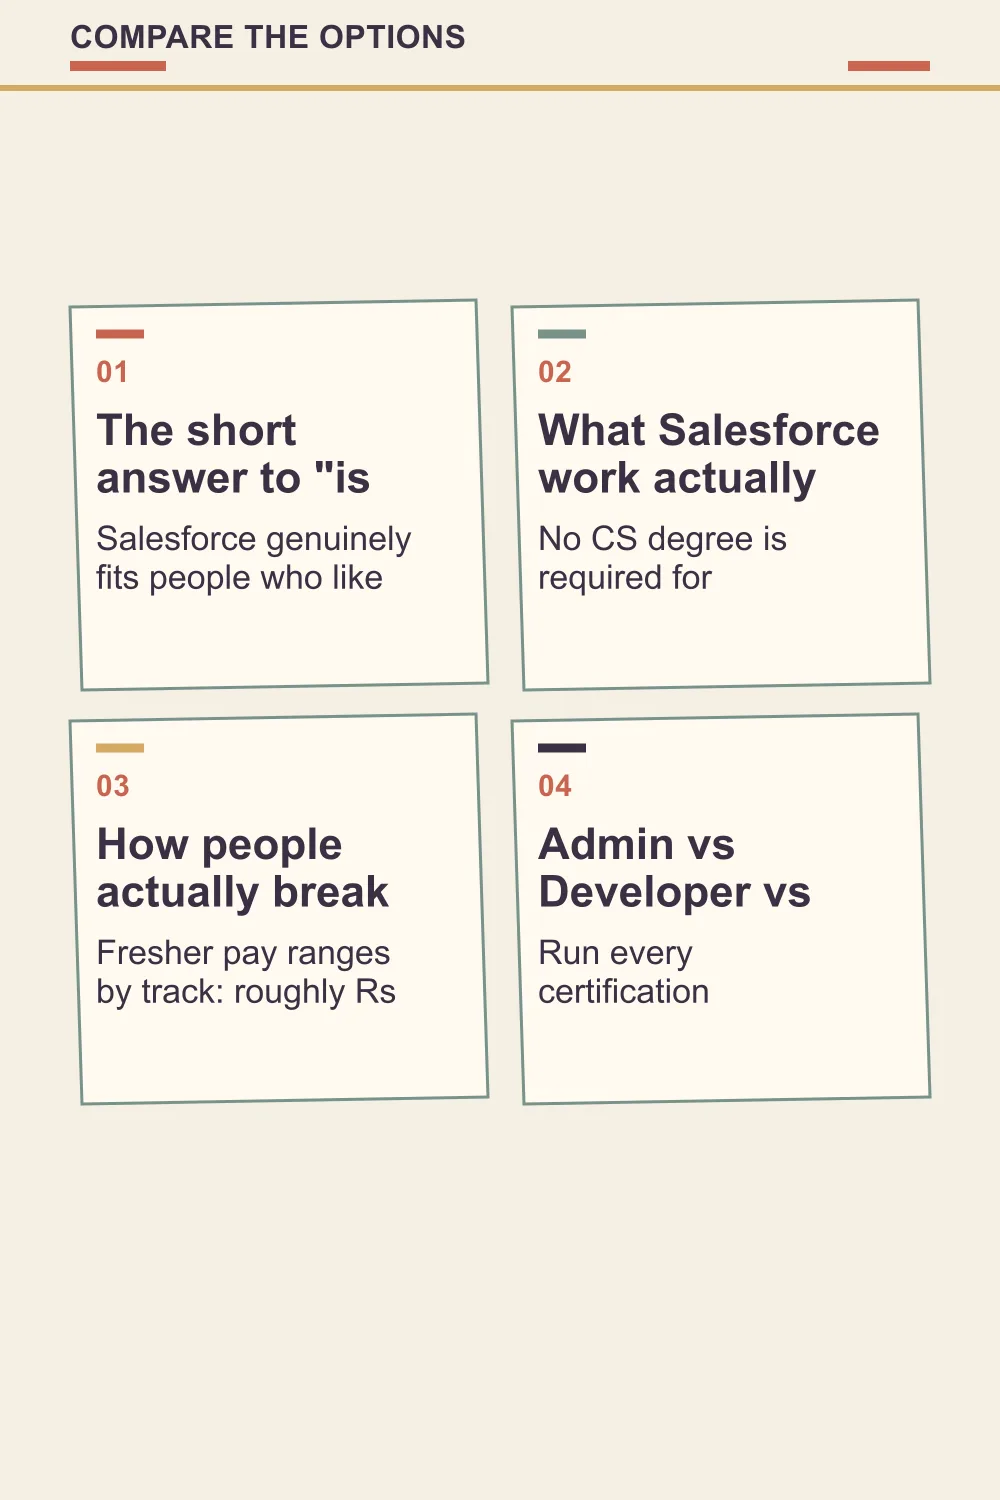 COMPARE THE OPTIONS
01
The short
answer to "is
Salesforce genuinely
fits people who like
02
What Salesforce
work actually
No CS degree is
required for
03
How people
actually break
Fresher pay ranges
by track: roughly Rs
04
Admin vs
Developer vs
Run every
certification